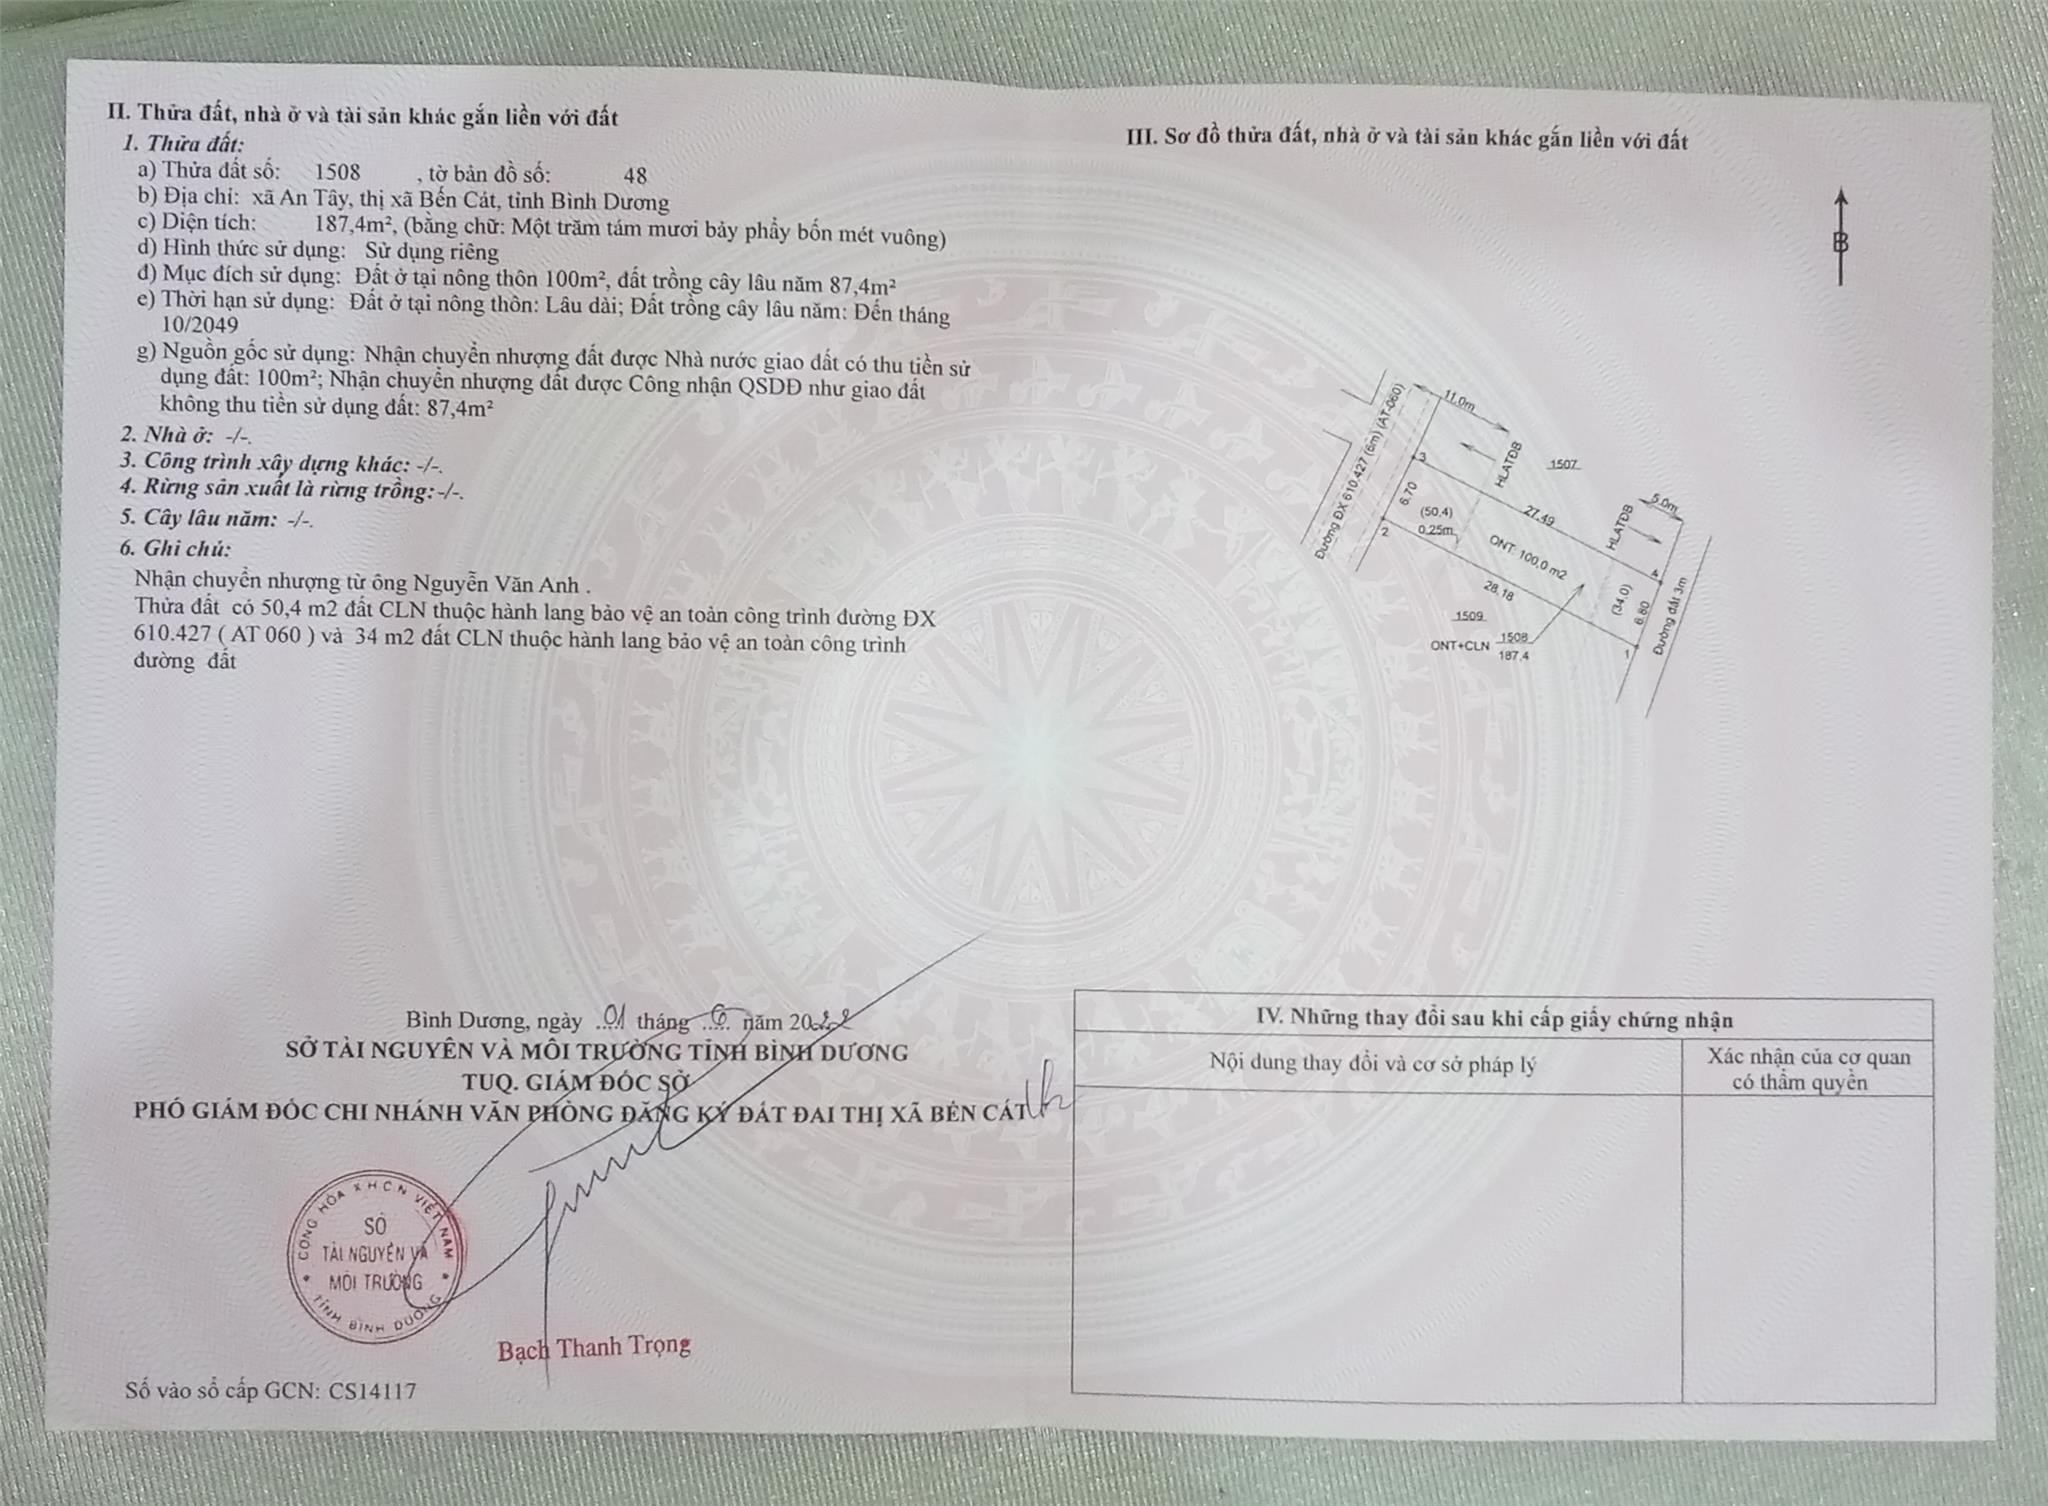 II. Thửa đất, nhà ở và tài sản khác gắn liền với đất
1. Thửa đất:
a) Thửa đất số: 1508 , tờ bản đồ số: 48
b) Địa chỉ: xã An Tây, thị xã Bến Cát, tỉnh Bình Dương
c) Diện tích: 187,4m², (bằng chữ: Một trăm tám mươi bảy phẩy bốn mét vuông)
d) Hình thức sử dụng: Sử dụng riêng
đ) Mục đích sử dụng: Đất ở tại nông thôn 100m², đất trồng cây lâu năm 87,4m²
e) Thời hạn sử dụng: Đất ở tại nông thôn: Lâu dài; Đất trồng cây lâu năm: Đến tháng
10/2049
g) Nguồn gốc sử dụng: Nhận chuyển nhượng đất được Nhà nước giao đất có thu tiền sử
dụng đất: 100m²; Nhận chuyển nhượng đất được Công nhận QSDĐ như giao đất
không thu tiền sử dụng đất: 87,4m²
2. Nhà ở: -/-.
3. Công trình xây dựng khác: -/-.
4. Rừng sản xuất là rừng trồng:-/-.
5. Cây lâu năm: -/-.
6. Ghi chú:
Nhận chuyển nhượng từ ông Nguyễn Văn Anh .
Thửa đất có 50,4 m2 đất CLN thuộc hành lang bảo vệ an toàn công trình đường ĐX
610.427 ( AT 060 ) và 34 m2 đất CLN thuộc hành lang bảo vệ an toàn công trình
đường đất
Bình Dương, ngày 01 tháng 6 năm 2022
SỞ TÀI NGUYÊN VÀ MÔI TRƯỜNG TỈNH BÌNH DƯƠNG
TUQ. GIÁM ĐỐC SỞ
PHÓ GIÁM ĐỐC CHI NHÁNH VĂN PHÒNG ĐĂNG KÝ ĐẤT ĐAI THỊ XÃ BẾN CÁT
CỘNG HÒA X.H.C.N VIỆT NAM
SỞ
TÀI NGUYÊN VÀ
MÔI TRƯỜNG
TỈNH BÌNH DƯƠNG
Bạch Thanh Trọng
Số vào sổ cấp GCN: CS14117
III. Sơ đồ thửa đất, nhà ở và tài sản khác gắn liền với đất
B
Đường ĐX 610.427 (6m) (AT-060)
11.0m
HLATĐB
1507
3
6.70
(50.4)
0.25m
2
27.49
ONT: 100,0 m2
28.18
HLATĐB
5.0m
4
(34.0)
6.80
1
Đường đất 3m
1509
ONT+CLN
1508
187.4
IV. Những thay đổi sau khi cấp giấy chứng nhận
Nội dung thay đổi và cơ sở pháp lý
Xác nhận của cơ quan
có thẩm quyền